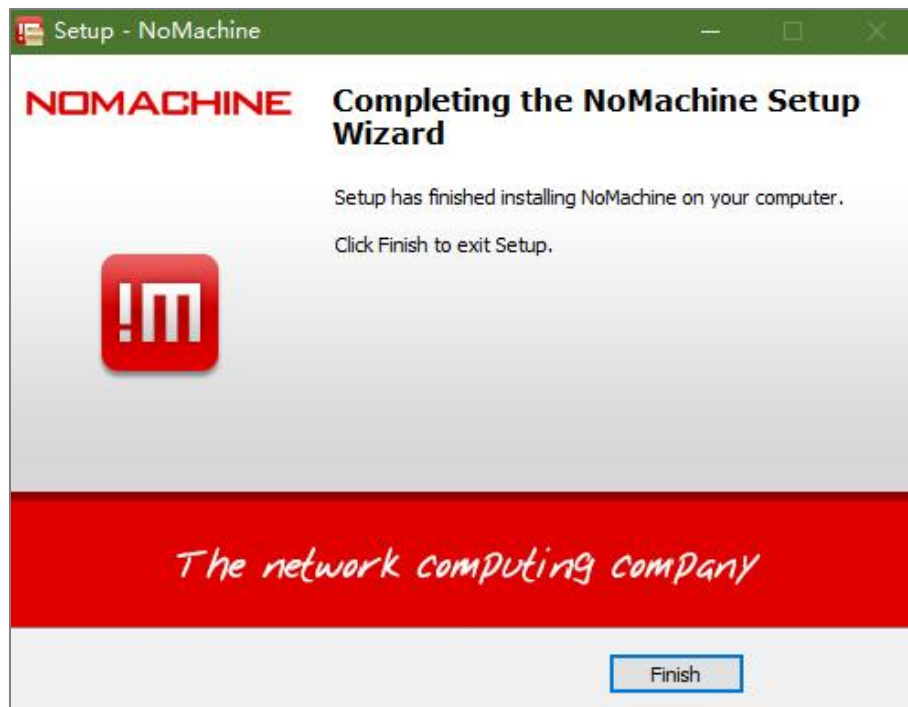 Setup - NoMachine
NOMACHINE
Completing the NoMachine Setup
Wizard
Setup has finished installing NoMachine on your computer.
Click Finish to exit Setup.
!M
The network computing company
Finish